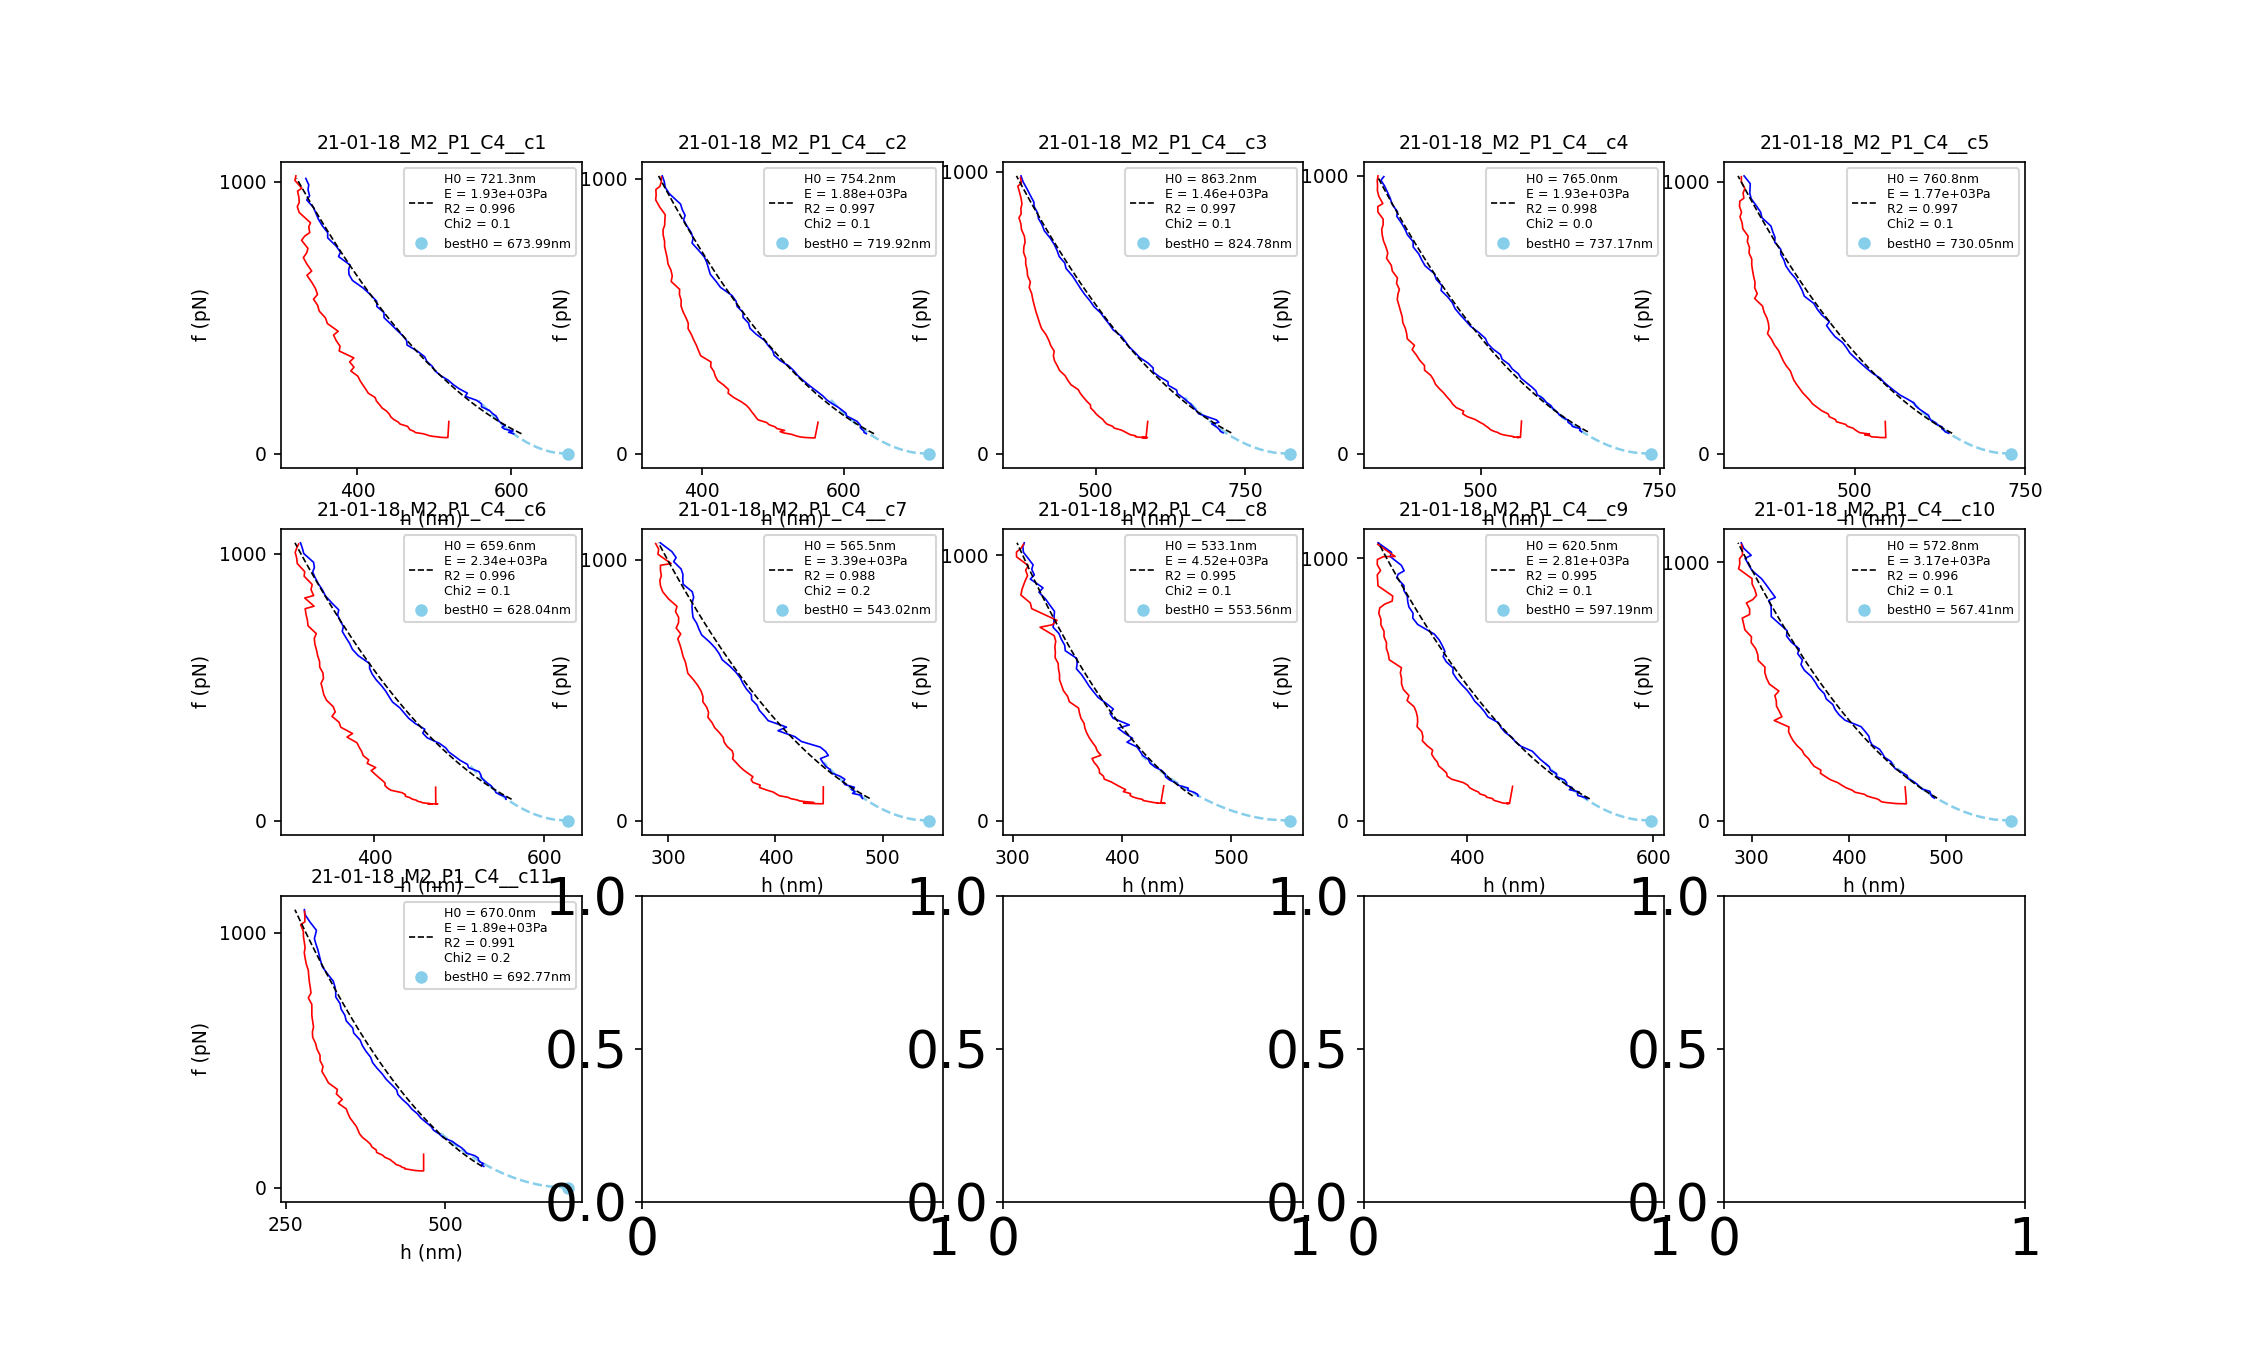 21-01-18_M2_P1_C4__c1
1000
0
f (pN)
400
600
h (nm)
H0 = 721.3nm
E = 1.93e+03Pa
R2 = 0.996
Chi2 = 0.1
bestH0 = 673.99nm
21-01-18_M2_P1_C4__c2
1000
0
f (pN)
400
600
h (nm)
H0 = 754.2nm
E = 1.88e+03Pa
R2 = 0.997
Chi2 = 0.1
bestH0 = 719.92nm
21-01-18_M2_P1_C4__c3
1000
0
f (pN)
500
750
h (nm)
H0 = 863.2nm
E = 1.46e+03Pa
R2 = 0.997
Chi2 = 0.1
bestH0 = 824.78nm
21-01-18_M2_P1_C4__c4
1000
0
f (pN)
500
750
h (nm)
H0 = 765.0nm
E = 1.93e+03Pa
R2 = 0.998
Chi2 = 0.0
bestH0 = 737.17nm
21-01-18_M2_P1_C4__c5
1000
0
f (pN)
500
750
h (nm)
H0 = 760.8nm
E = 1.77e+03Pa
R2 = 0.997
Chi2 = 0.1
bestH0 = 730.05nm
21-01-18_M2_P1_C4__c6
1000
0
f (pN)
400
600
h (nm)
H0 = 659.6nm
E = 2.34e+03Pa
R2 = 0.996
Chi2 = 0.1
bestH0 = 628.04nm
21-01-18_M2_P1_C4__c7
1000
0
f (pN)
300
400
500
h (nm)
H0 = 565.5nm
E = 3.39e+03Pa
R2 = 0.988
Chi2 = 0.2
bestH0 = 543.02nm
21-01-18_M2_P1_C4__c8
1000
0
f (pN)
300
400
500
h (nm)
H0 = 533.1nm
E = 4.52e+03Pa
R2 = 0.995
Chi2 = 0.1
bestH0 = 553.56nm
21-01-18_M2_P1_C4__c9
1000
0
f (pN)
400
600
h (nm)
H0 = 620.5nm
E = 2.81e+03Pa
R2 = 0.995
Chi2 = 0.1
bestH0 = 597.19nm
21-01-18_M2_P1_C4__c10
1000
0
f (pN)
300
400
500
h (nm)
H0 = 572.8nm
E = 3.17e+03Pa
R2 = 0.996
Chi2 = 0.1
bestH0 = 567.41nm
21-01-18_M2_P1_C4__c11
1000
0
f (pN)
250
500
h (nm)
H0 = 670.0nm
E = 1.89e+03Pa
R2 = 0.991
Chi2 = 0.2
bestH0 = 692.77nm
1.0
0.5
0.0
0
1
1.0
0.5
0.0
0
1
1.0
0.5
0.0
0
1
1.0
0.5
0.0
0
1